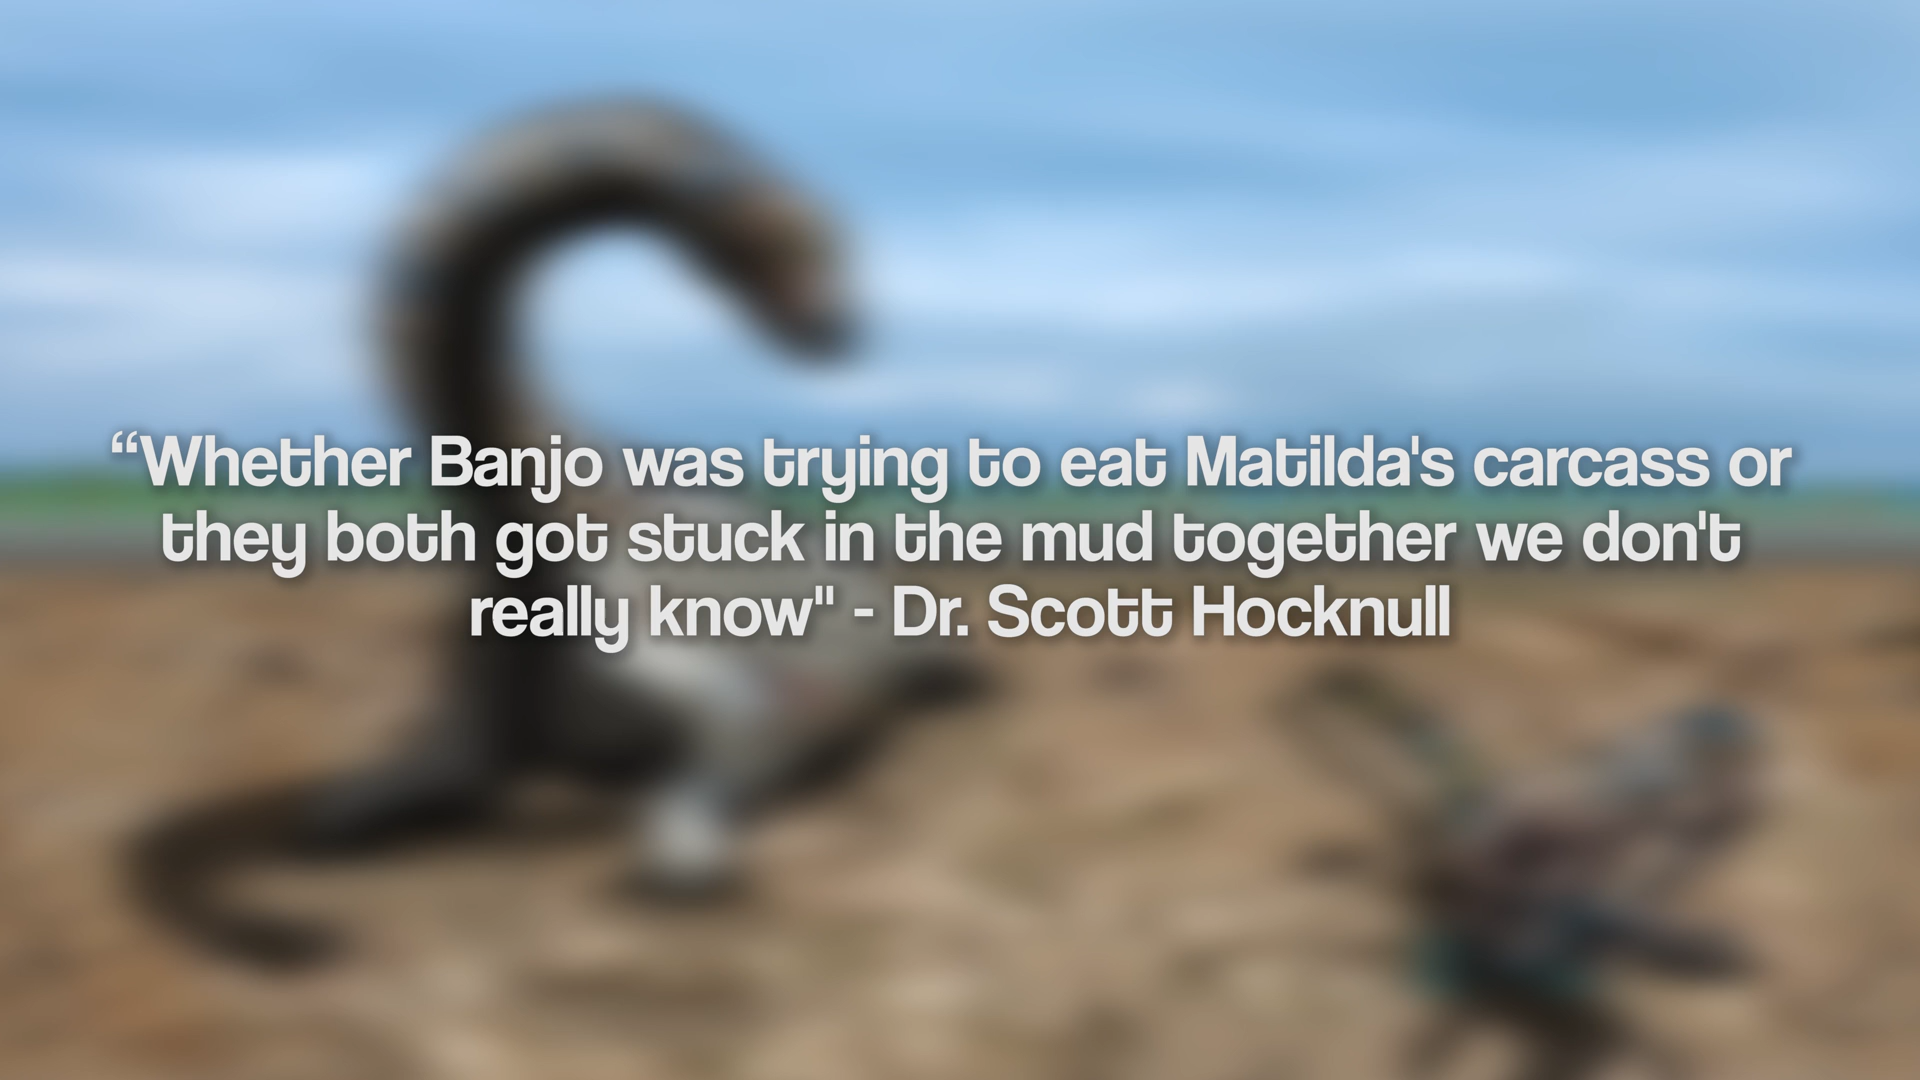 “Whether Banjo was trying to eat Matilda's carcass or
they both got stuck in the mud together we don't
really know" - Dr. Scott Hocknull